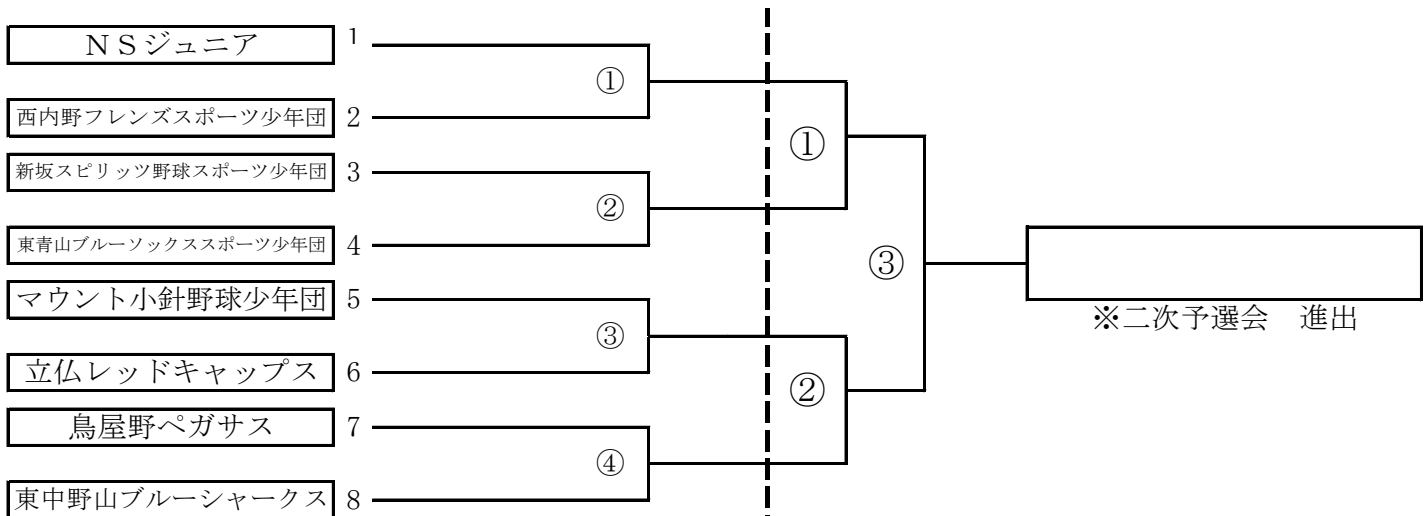 ＮＳジュニア 1
①
西内野フレンズスポーツ少年団 2
①
新坂スピリッツ野球スポーツ少年団 3
②
東青山ブルーソックススポーツ少年団 4
③
マウント小針野球少年団 5
※二次予選会　進出
③
立仏レッドキャップス 6
②
鳥屋野ペガサス 7
④
東中野山ブルーシャークス 8